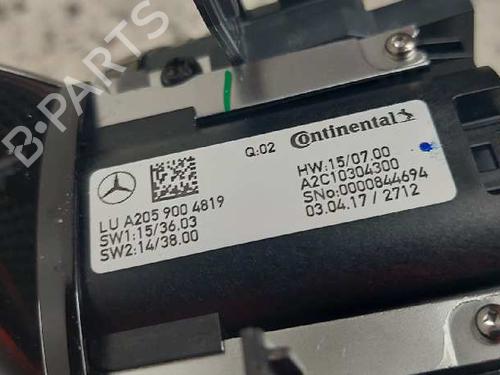 B-PARTS
Q:02
Continental
LU A205 900 4819
SW1:15/36.03
SW2:14/38.00
HW:15/07.00
A2C10304300
SNo:0000844694
03.04.17 / 2712